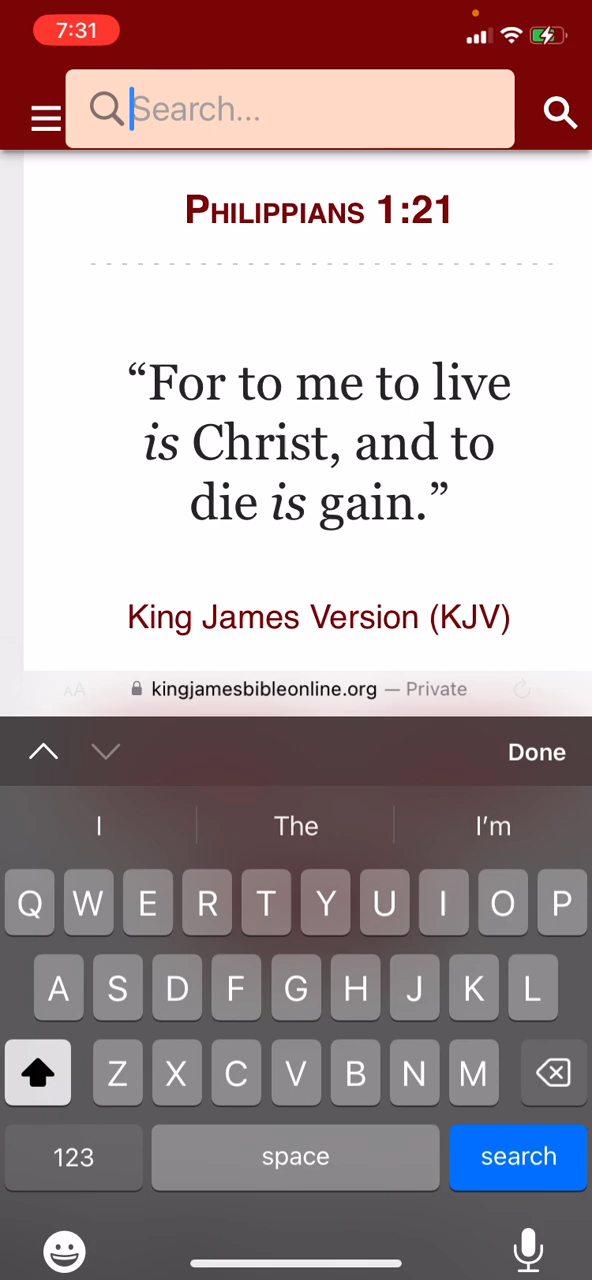 7:31
Search...
Philippians 1:21
“For to me to live
is Christ, and to
die is gain.”
King James Version (KJV)
AA kingjamesbibleonline.org — Private
Done
I The I’m
Q W E R T Y U I O P
A S D F G H J K L
Z X C V B N M
123 space search